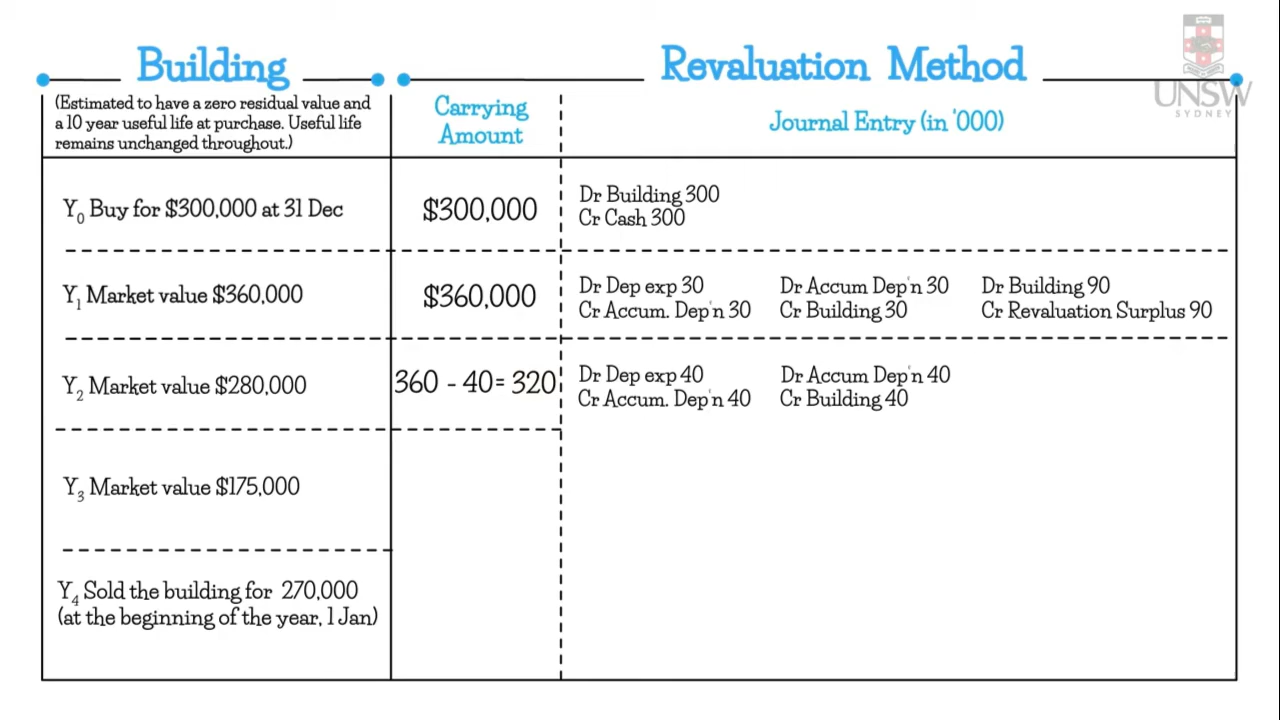 Building
Revaluation Method
UNSW
SYDNEY
(Estimated to have a zero residual value and
a 10 year useful life at purchase. Useful life
remains unchanged throughout.)
Carrying
Amount
Journal Entry (in '000)
Y₀ Buy for $300,000 at 31 Dec
$300,000
Dr Building 300
Cr Cash 300
Y₁ Market value $360,000
$360,000
Dr Dep exp 30
Cr Accum. Dep'n 30
Dr Accum Dep'n 30
Cr Building 30
Dr Building 90
Cr Revaluation Surplus 90
Y₂ Market value $280,000
360 - 40= 320
Dr Dep exp 40
Cr Accum. Dep'n 40
Dr Accum Dep'n 40
Cr Building 40
Y₃ Market value $175,000
Y₄ Sold the building for 270,000
(at the beginning of the year, 1 Jan)